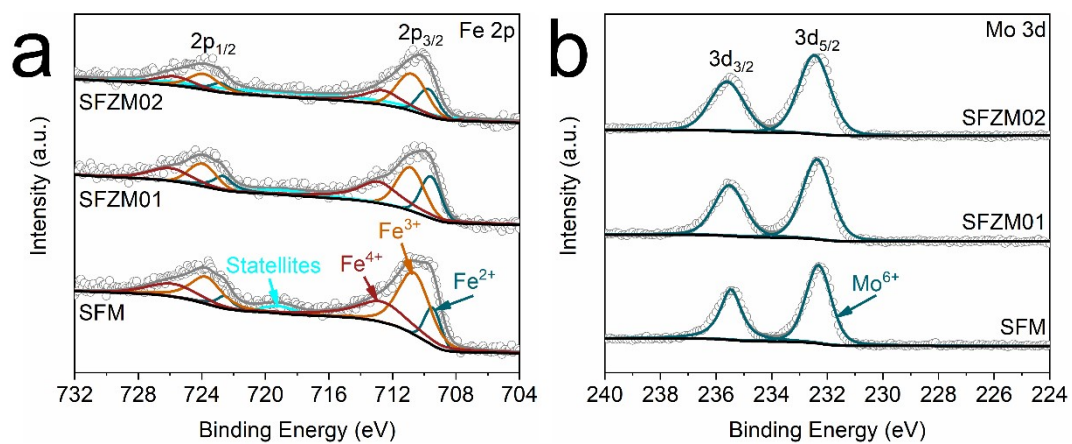 a
Fe 2p
2p1/2
2p3/2
SFZM02
SFZM01
Fe3+
Fe4+
Statellites
Fe2+
SFM
Intensity (a.u.)
732 728 724 720 716 712 708 704
Binding Energy (eV)
b
Mo 3d
3d3/2
3d5/2
SFZM02
SFZM01
Mo6+
SFM
Intensity (a.u.)
240 238 236 234 232 230 228 226 224
Binding Energy (eV)